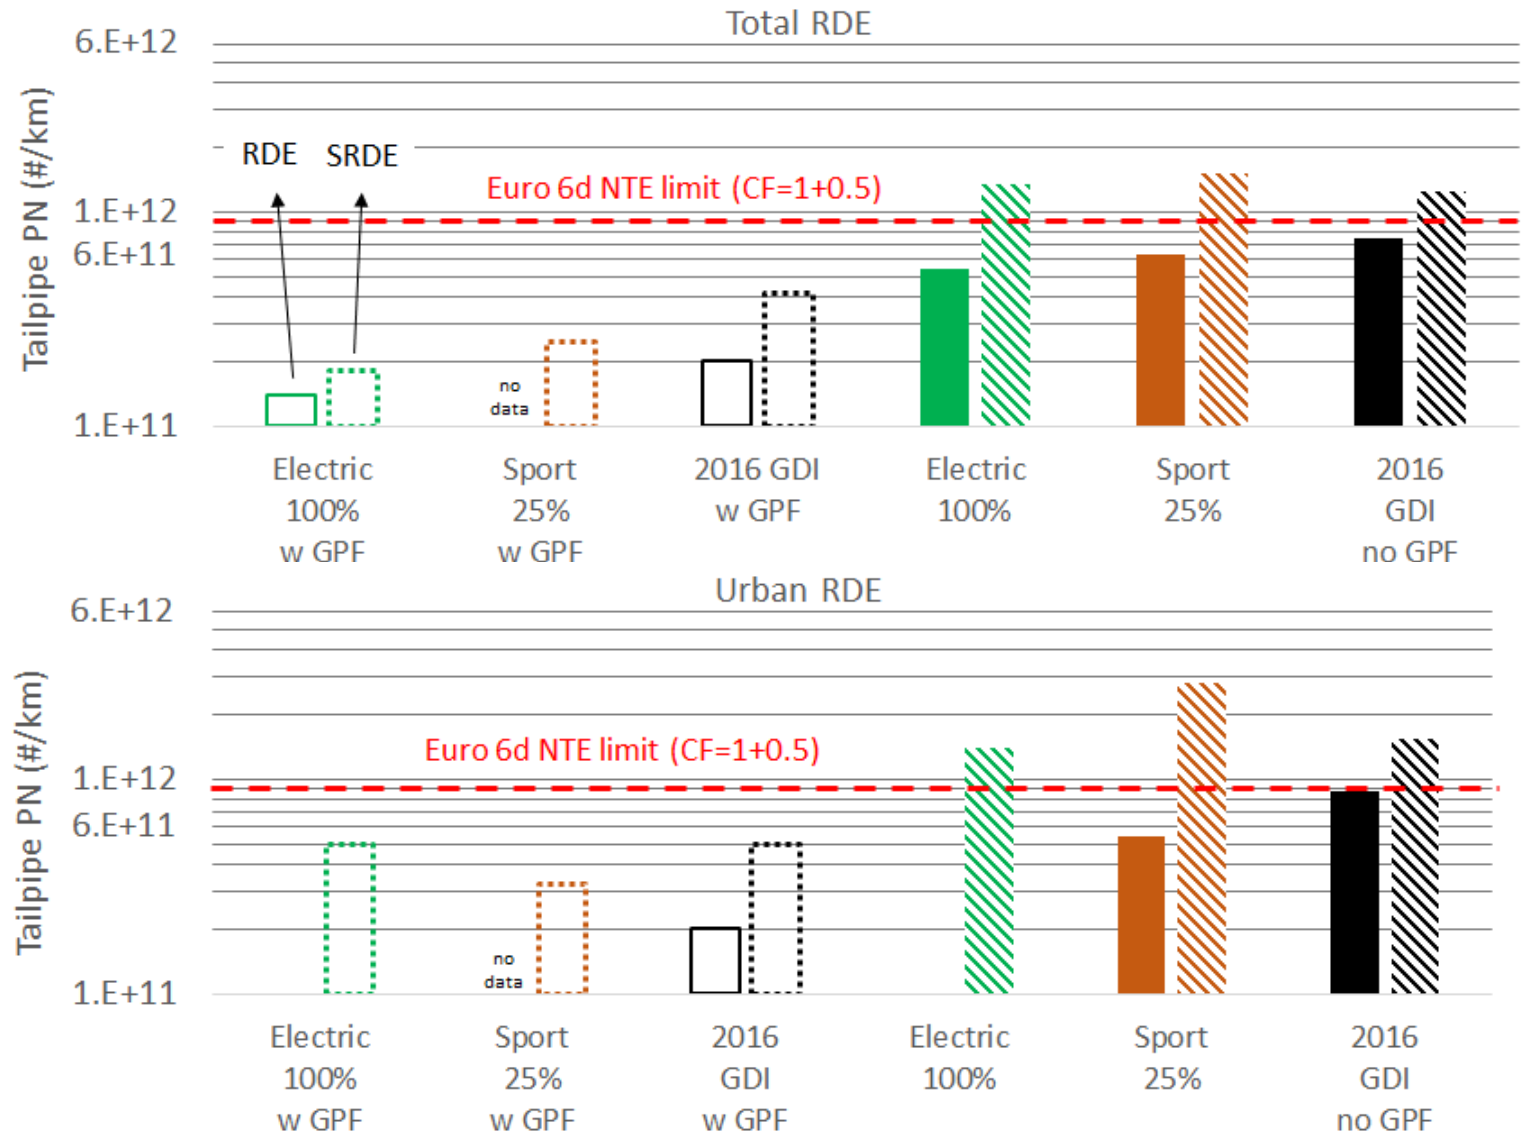 Total RDE
6.E+12
Tailpipe PN (#/km)
RDE
SRDE
Euro 6d NTE limit (CF=1+0.5)
1.E+12
6.E+11
no
data
1.E+11
Electric
100%
w GPF
Sport
25%
w GPF
2016 GDI
w GPF
Electric
100%
Sport
25%
2016
GDI
no GPF
Urban RDE
6.E+12
Tailpipe PN (#/km)
Euro 6d NTE limit (CF=1+0.5)
1.E+12
6.E+11
no
data
1.E+11
Electric
100%
w GPF
Sport
25%
w GPF
2016
GDI
w GPF
Electric
100%
Sport
25%
2016
GDI
no GPF